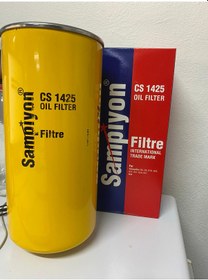 CS 1425
OIL FILTER
Sampiyon®
Filtre
CS 1425
OIL FILTER
Sampiyon
Filtre
INTERNATIONAL
TRADE MARK